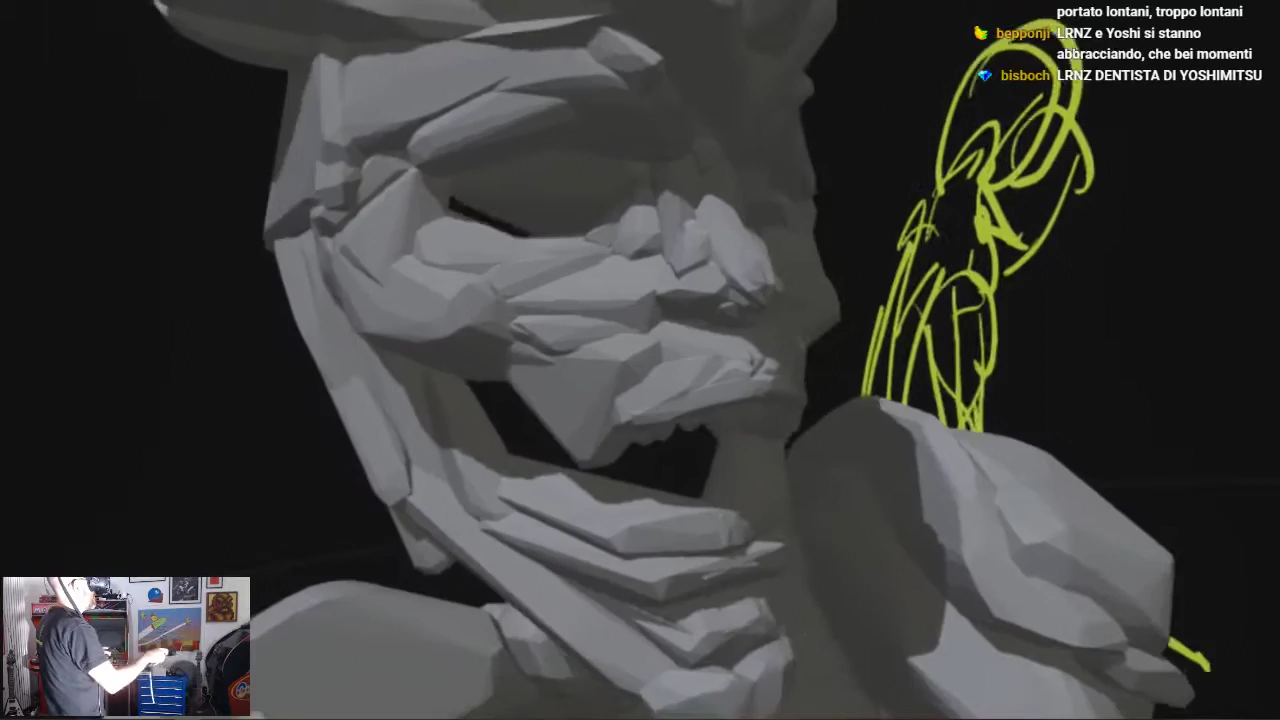 portato lontani, troppo lontani
bepponji LRNZ e Yoshi si stanno
abbracciando, che bei momenti
bisboch LRNZ DENTISTA DI YOSHIMITSU